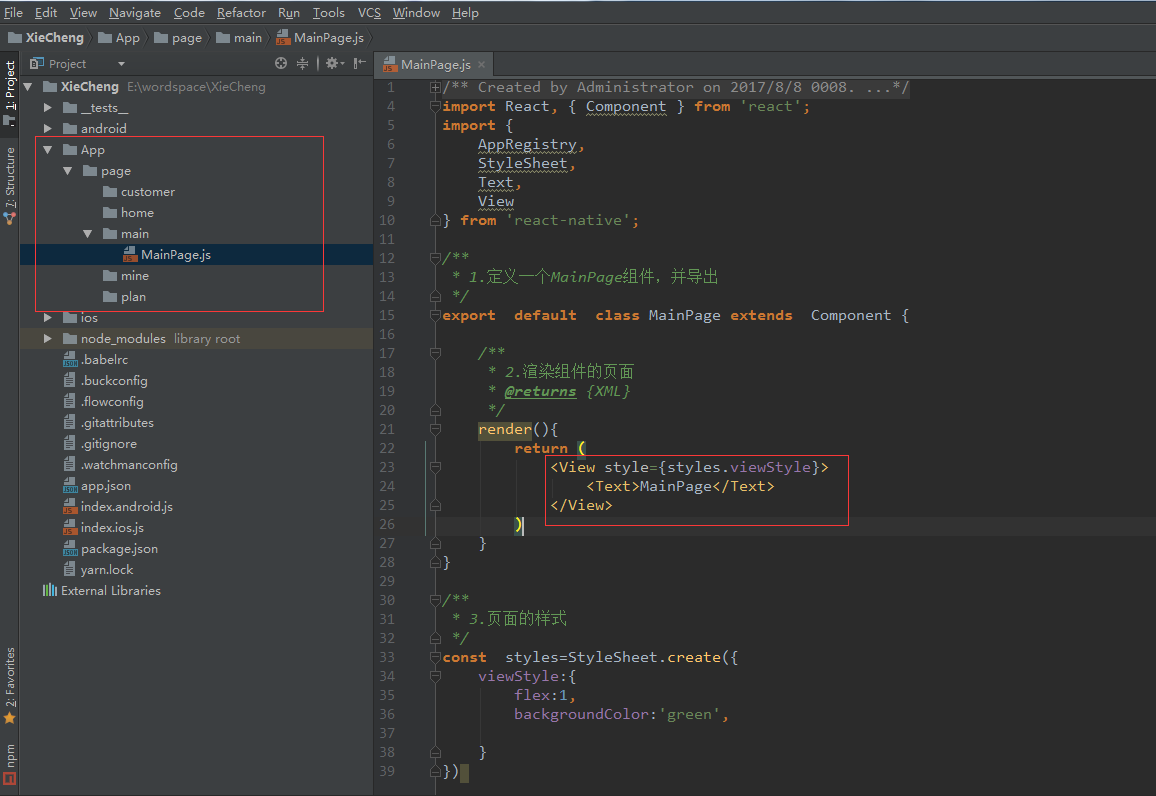 File Edit View Navigate Code Refactor Run Tools VCS Window Help
XieCheng App page main MainPage.js
Project
MainPage.js ×
1: Project
7: Structure
2: Favorites
npm
XieCheng E:\wordspace\XieCheng
__tests__
android
App
page
customer
home
main
MainPage.js
mine
plan
ios
node_modules library root
.babelrc
.buckconfig
.flowconfig
.gitattributes
.gitignore
.watchmanconfig
app.json
index.android.js
index.ios.js
package.json
yarn.lock
External Libraries
1 /** Created by Administrator on 2017/8/8 0008. ...*/
4 import React, { Component } from 'react';
5 import {
6 AppRegistry,
7 StyleSheet,
8 Text,
9 View
10 } from 'react-native';
11
12 /**
13 * 1.定义一个MainPage组件，并导出
14 */
15 export default class MainPage extends Component {
16
17 /**
18 * 2.渲染组件的页面
19 * @returns {XML}
20 */
21 render(){
22 return (
23 <View style={styles.viewStyle}>
24 <Text>MainPage</Text>
25 </View>
26 )
27 }
28 }
29
30 /**
31 * 3.页面的样式
32 */
33 const styles=StyleSheet.create({
34 viewStyle:{
35 flex:1,
36 backgroundColor:'green',
37
38 }
39 })